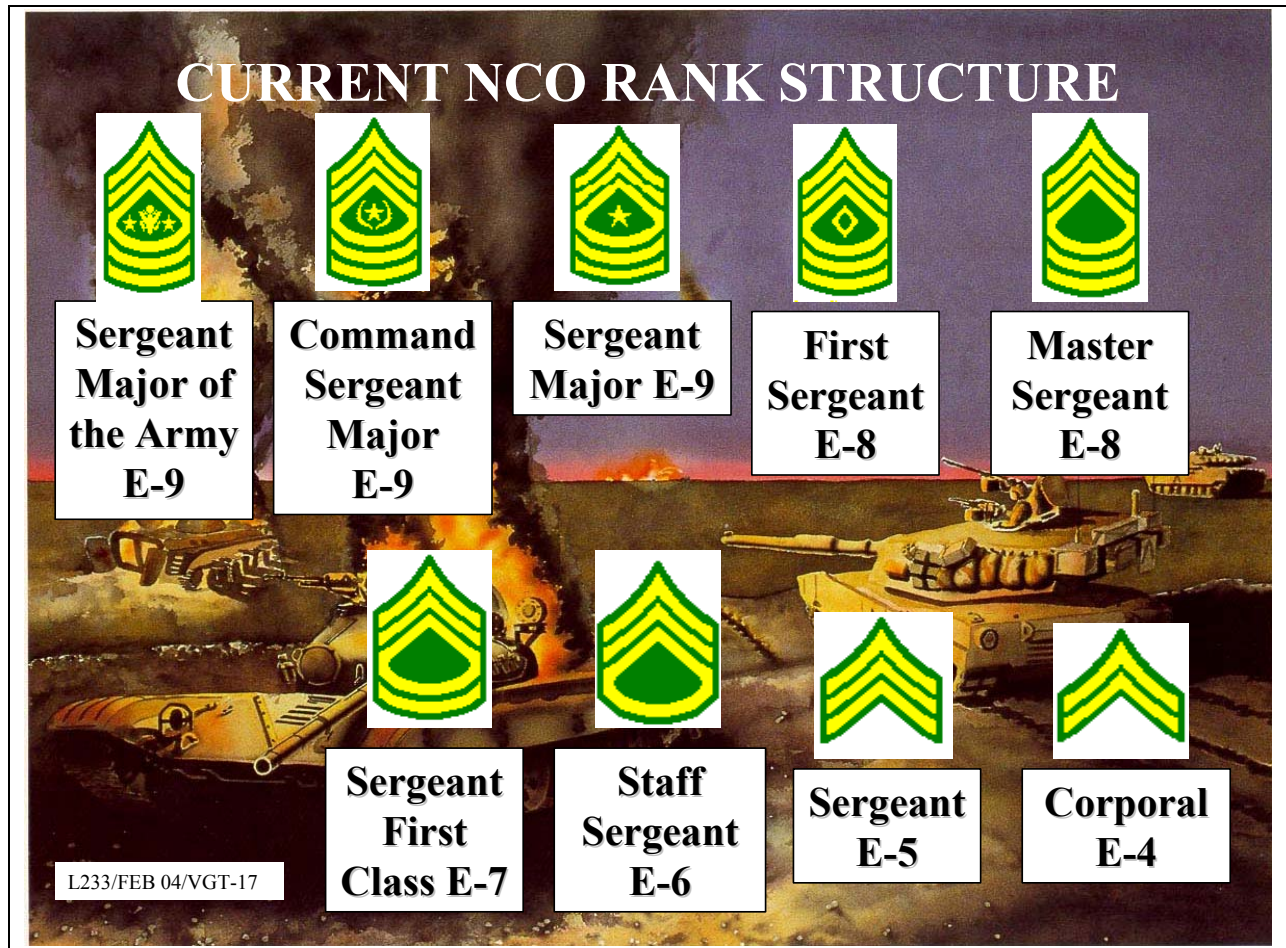 CURRENT NCO RANK STRUCTURE
Sergeant
Major of
the Army
E-9
Command
Sergeant
Major
E-9
Sergeant
Major E-9
First
Sergeant
E-8
Master
Sergeant
E-8
Sergeant
First
Class E-7
Staff
Sergeant
E-6
Sergeant
E-5
Corporal
E-4
L233/FEB 04/VGT-17